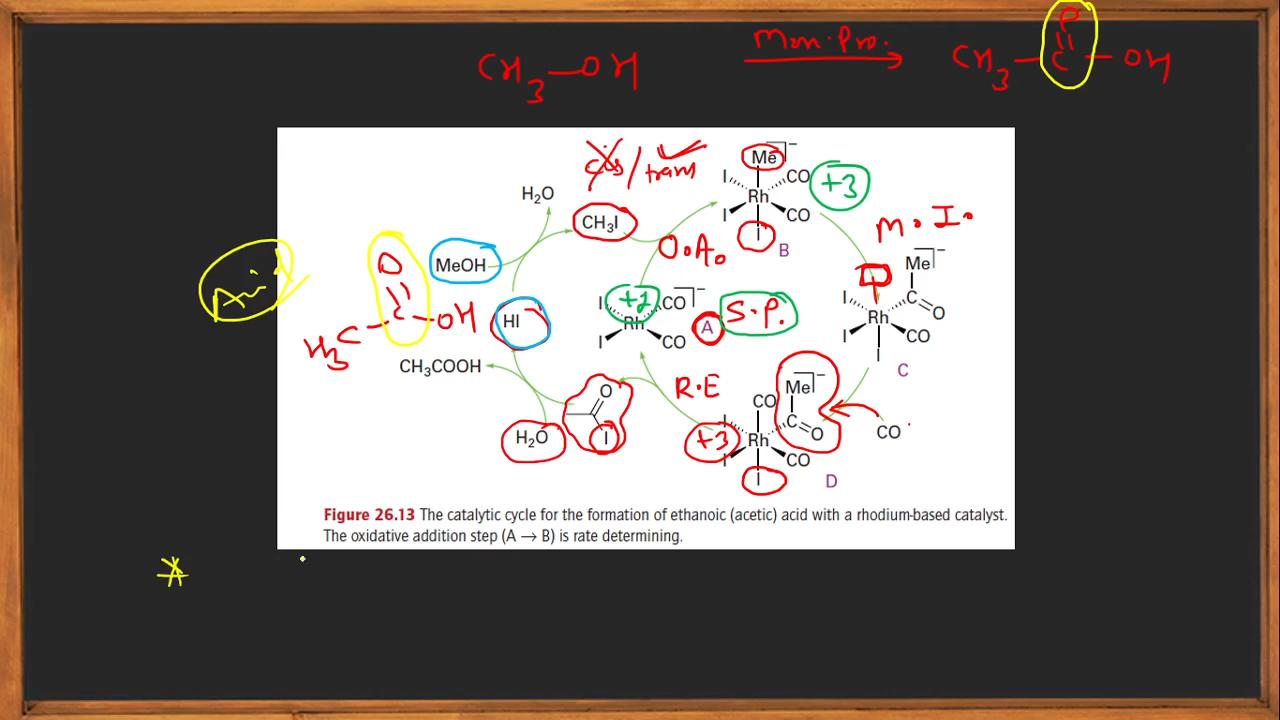 CH3—OH Mon. Pro. CH3—C—OH
O
cis/trans
Me
I CO
Rh
I CO
I
B
+3
H2O
CH3I
O.A.
M.I.
MeOH
Acid
O
H3C—C—OH
HI
I CO
+1
Rh
I CO
A
S.P.
Me
I C
Rh O
I CO
I
C
CH3COOH
R.E
O
I
H2O
CO Me
I C
+3 Rh O
I CO
I
D
CO
Figure 26.13 The catalytic cycle for the formation of ethanoic (acetic) acid with a rhodium-based catalyst.
The oxidative addition step (A → B) is rate determining.
*